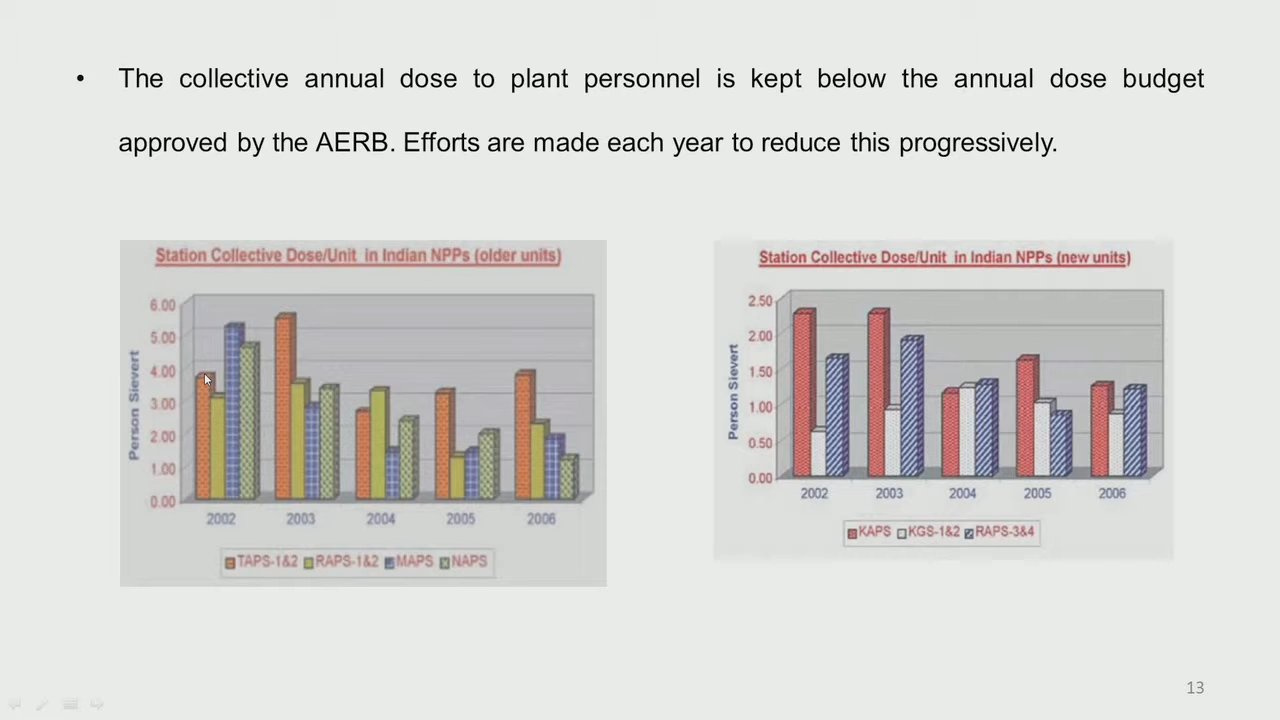 • The collective annual dose to plant personnel is kept below the annual dose budget
approved by the AERB. Efforts are made each year to reduce this progressively.
Station Collective Dose/Unit in Indian NPPs (older units)
6.00
5.00
4.00
3.00
2.00
1.00
0.00
Person Sievert
2002 2003 2004 2005 2006
TAPS-1&2 RAPS-1&2 MAPS NAPS
Station Collective Dose/Unit in Indian NPPs (new units)
2.50
2.00
1.50
1.00
0.50
0.00
Person Sievert
2002 2003 2004 2005 2006
KAPS KGS-1&2 RAPS-3&4
13